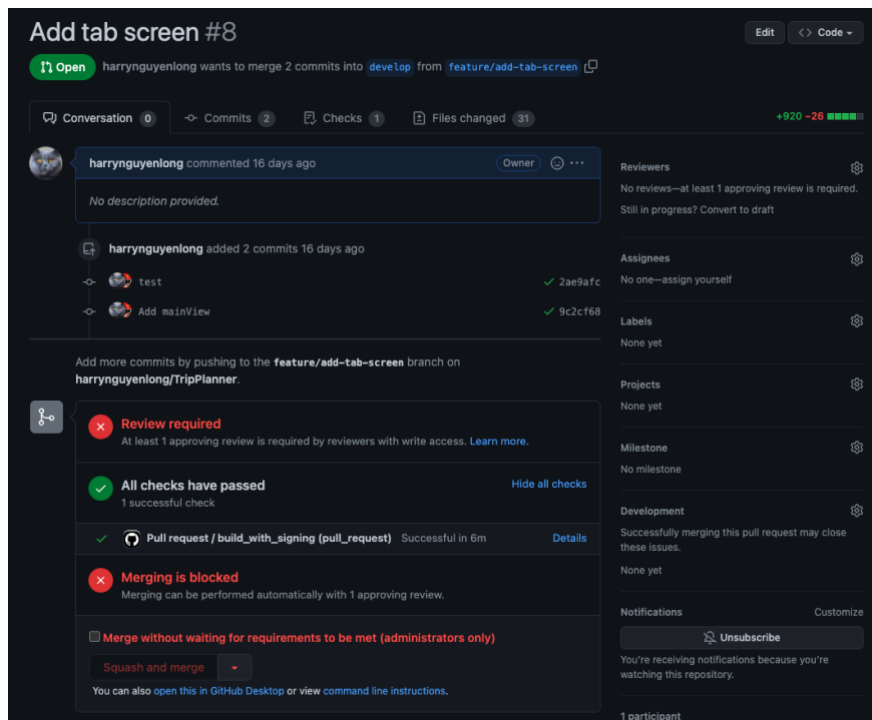 Add tab screen #8
Edit
<> Code
Open
harrynguyenlong wants to merge 2 commits into develop from feature/add-tab-screen
Conversation 0
Commits 2
Checks 1
Files changed 31
+920 −26
harrynguyenlong commented 16 days ago
Owner
No description provided.
harrynguyenlong added 2 commits 16 days ago
test
2ae9afc
Add mainView
9c2cf68
Add more commits by pushing to the feature/add-tab-screen branch on
harrynguyenlong/TripPlanner.
Review required
At least 1 approving review is required by reviewers with write access. Learn more.
All checks have passed
Hide all checks
1 successful check
Pull request / build_with_signing (pull_request) Successful in 6m
Details
Merging is blocked
Merging can be performed automatically with 1 approving review.
Merge without waiting for requirements to be met (administrators only)
Squash and merge
You can also open this in GitHub Desktop or view command line instructions.
Reviewers
No reviews—at least 1 approving review is required.
Still in progress? Convert to draft
Assignees
No one—assign yourself
Labels
None yet
Projects
None yet
Milestone
No milestone
Development
Successfully merging this pull request may close
these issues.
None yet
Notifications
Customize
Unsubscribe
You're receiving notifications because you're
watching this repository.
1 participant